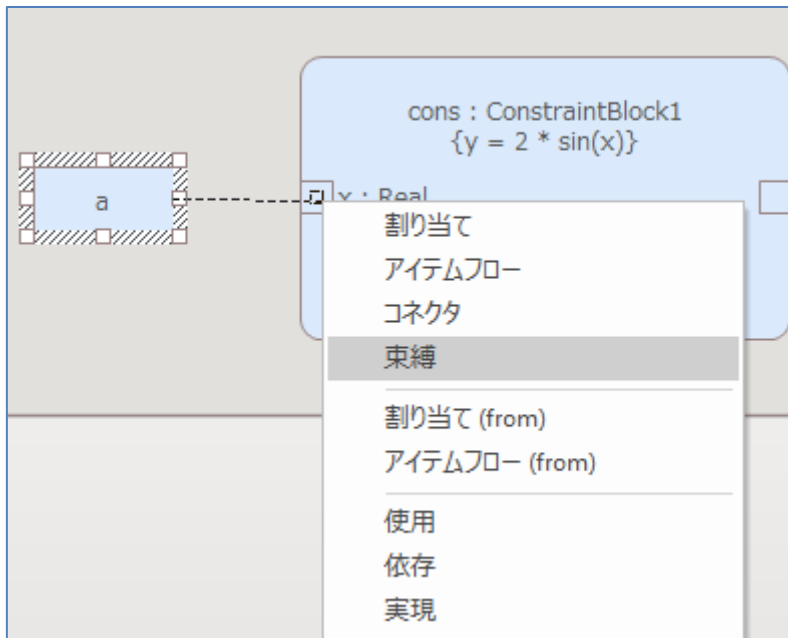 cons : ConstraintBlock1
{y = 2 * sin(x)}
a
x : Real
割り当て
アイテムフロー
コネクタ
束縛
割り当て (from)
アイテムフロー (from)
使用
依存
実現